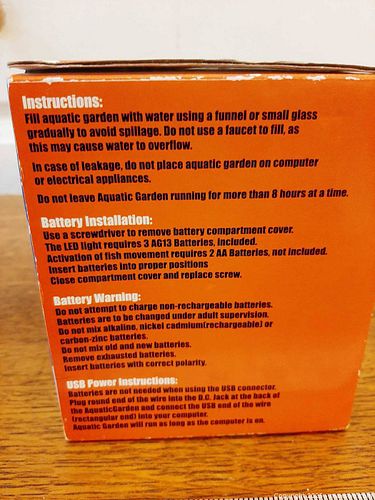 Instructions:
Fill aquatic garden with water using a funnel or small glass
gradually to avoid spillage. Do not use a faucet to fill, as
this may cause water to overflow.
In case of leakage, do not place aquatic garden on computer
or electrical appliances.
Do not leave Aquatic Garden running for more than 8 hours at a time.
Battery Installation:
Use a screwdriver to remove battery compartment cover.
The LED light requires 3 AG13 Batteries, included.
Activation of fish movement requires 2 AA Batteries, not included.
Insert batteries into proper positions
Close compartment cover and replace screw.
Battery Warning:
Do not attempt to charge non-rechargeable batteries.
Batteries are to be changed under adult supervision.
Do not mix alkaline, nickel cadmium(rechargeable) or
carbon-zinc batteries.
Do not mix old and new batteries.
Remove exhausted batteries.
Insert batteries with correct polarity.
USB Power Instructions:
Batteries are not needed when using the USB connector.
Plug round end of the wire into the D.C. Jack at the back of
the AquaticGarden and connect the USB end of the wire
(rectangular end) into your computer.
Aquatic Garden will run as long as the computer is on.